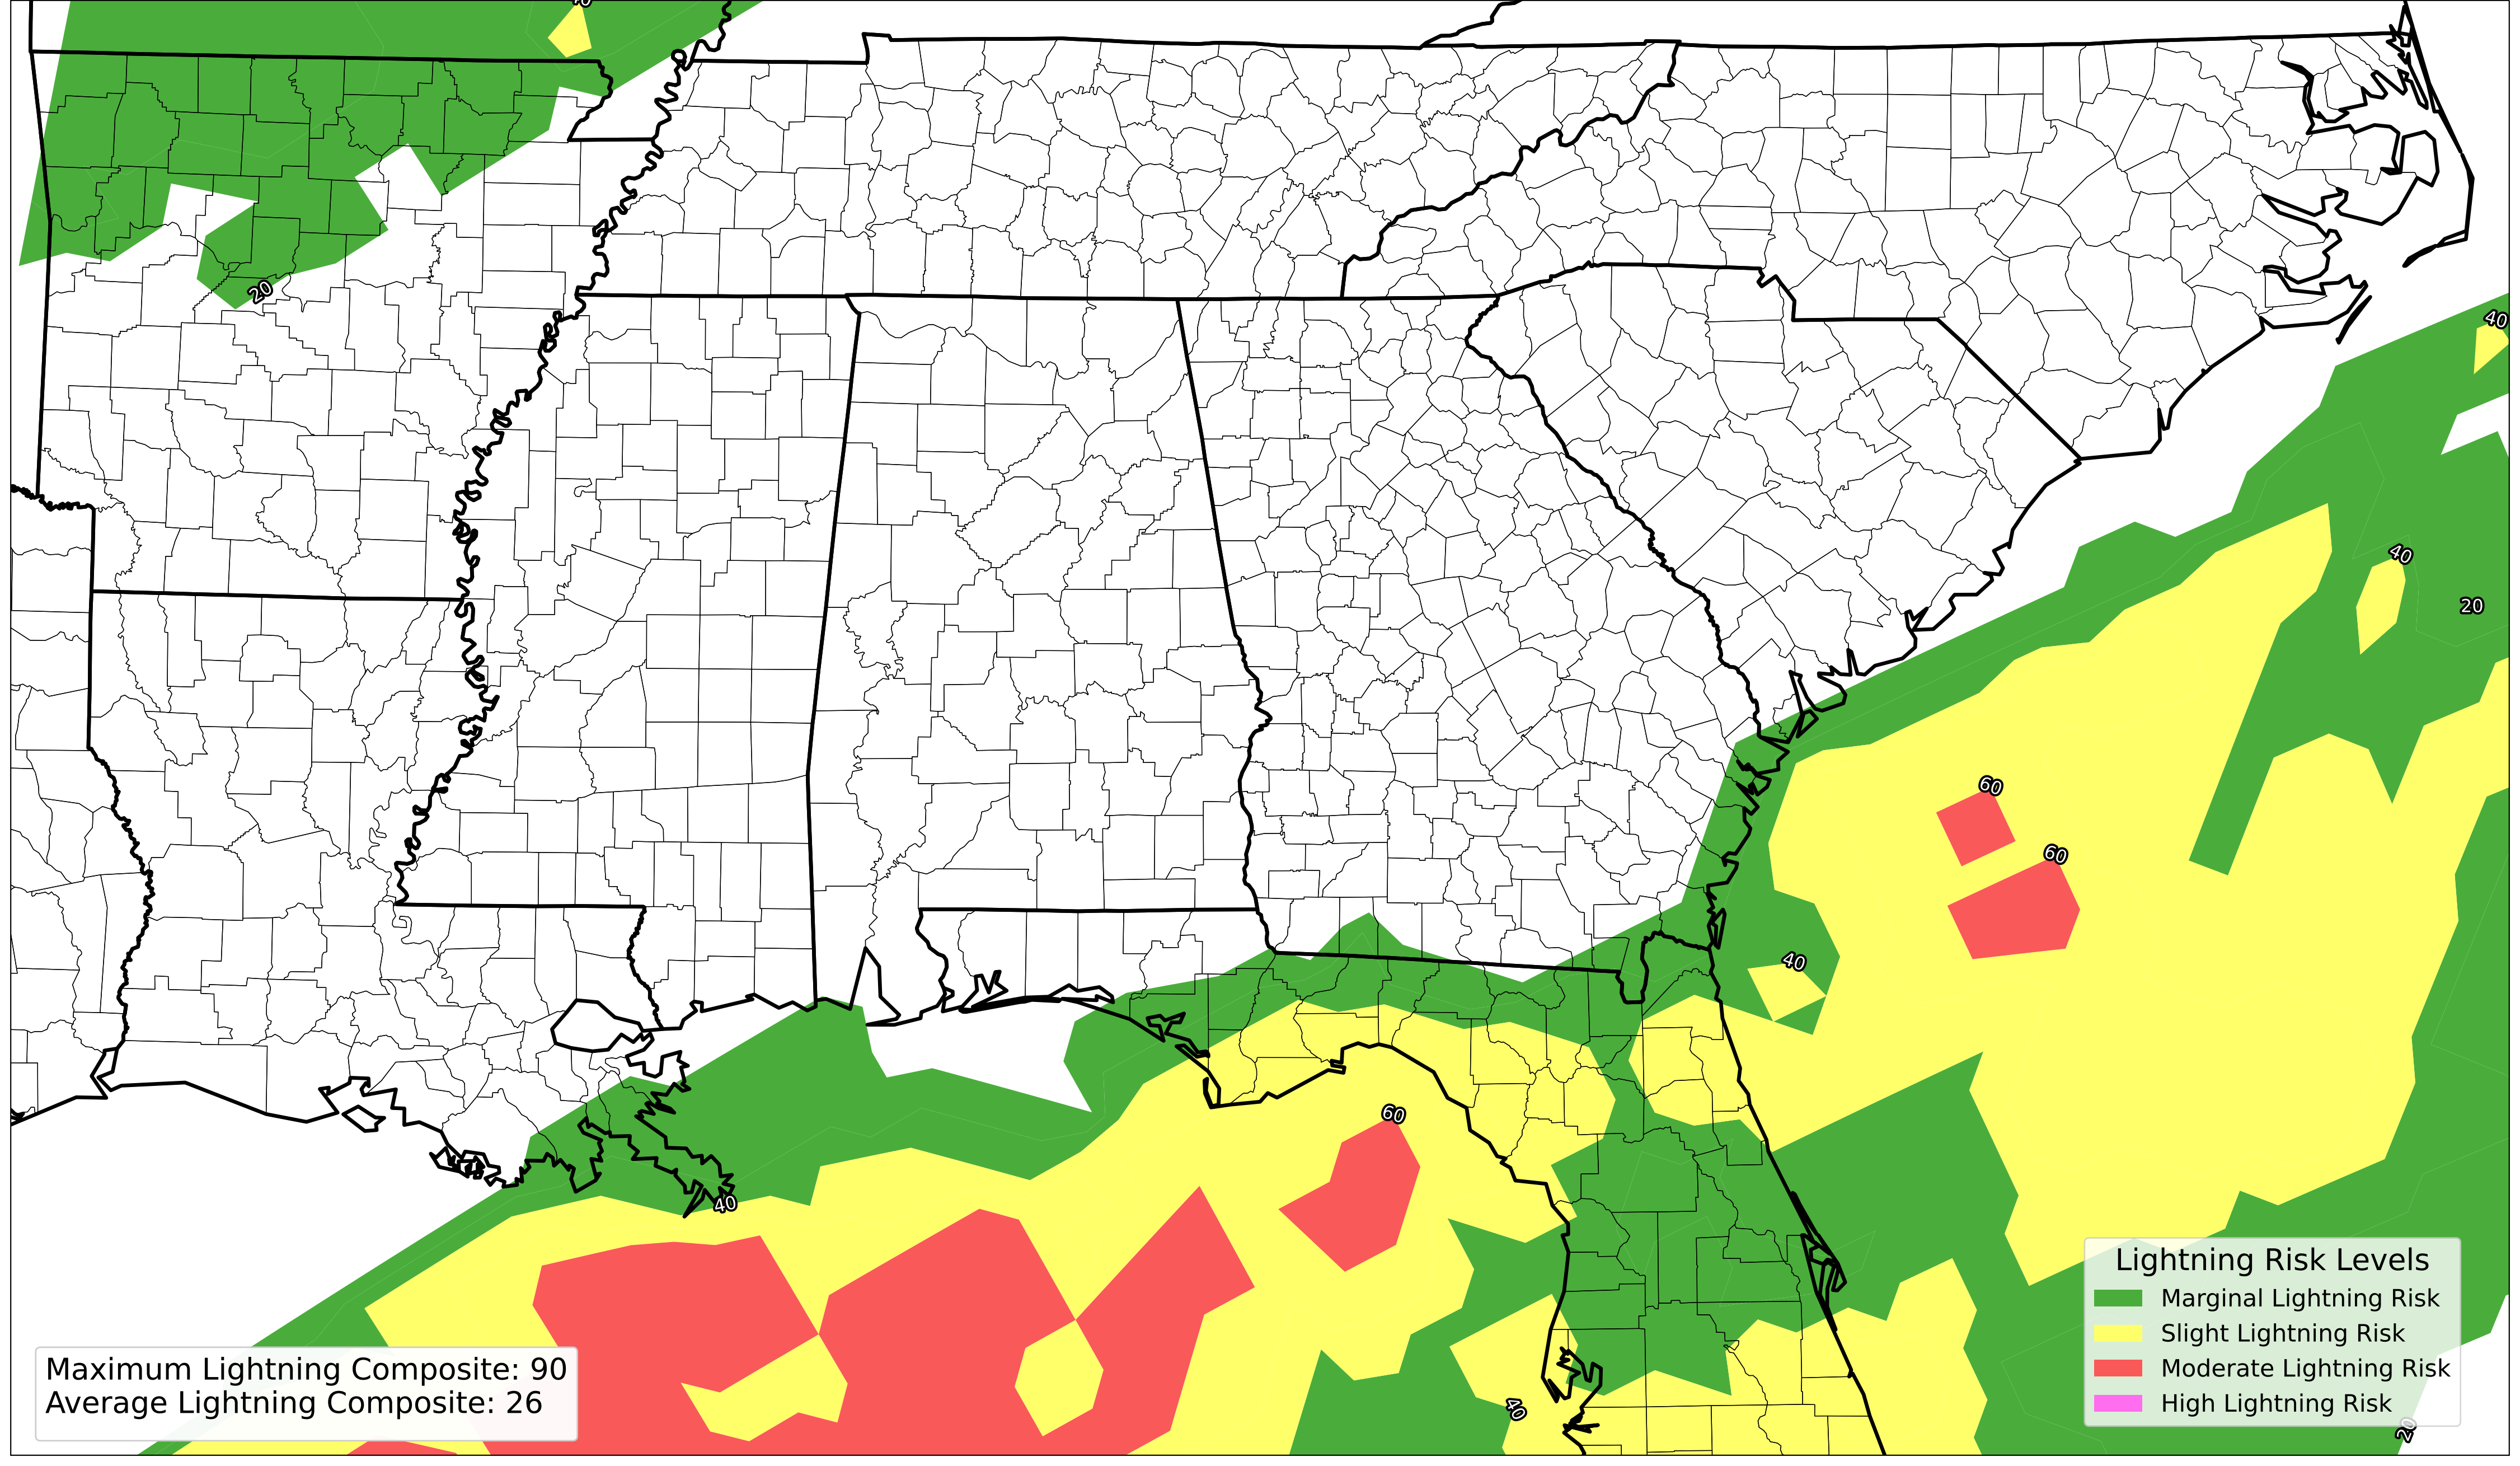 20
40
40
20
60
60
40
60
40
40
Lightning Risk Levels
Marginal Lightning Risk
Slight Lightning Risk
Moderate Lightning Risk
High Lightning Risk
Maximum Lightning Composite: 90
Average Lightning Composite: 26
20